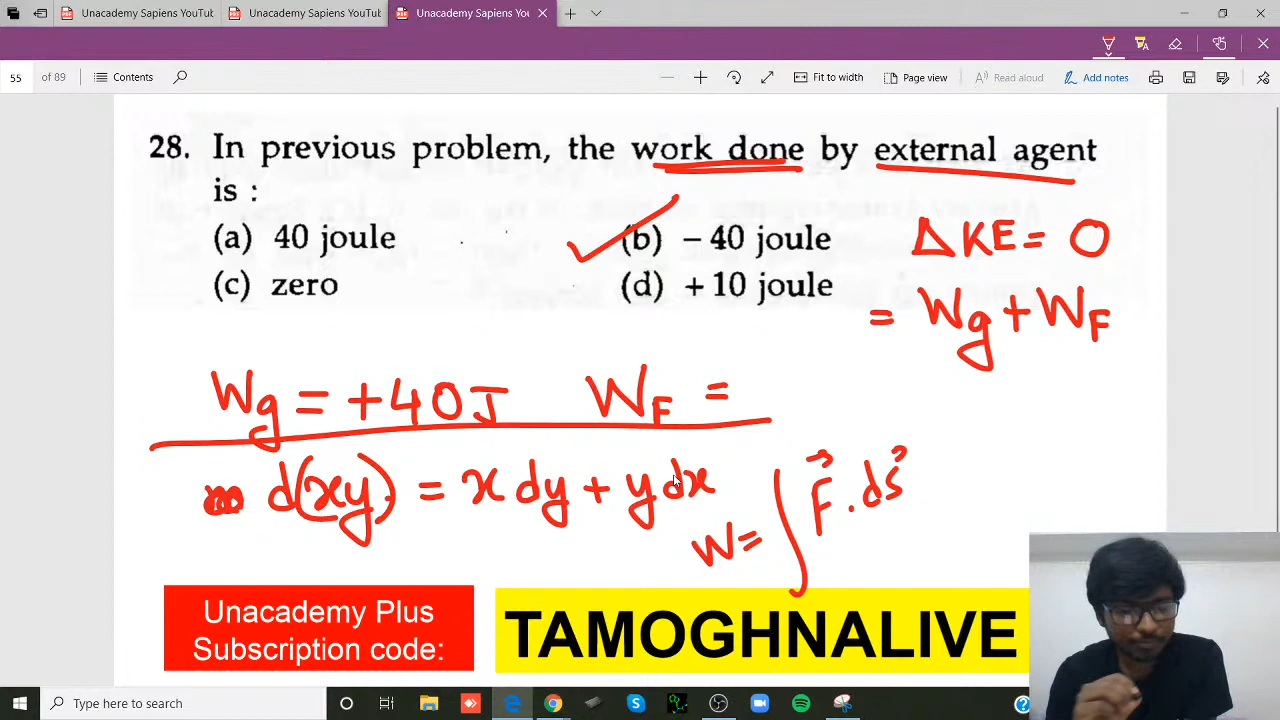 Unacademy Sapiens YouTub
Unacademy Sapiens YouTub
Unacademy Sapiens YouTub
55 of 89
Contents
Fit to width
Page view
Read aloud
Add notes
28. In previous problem, the work done by external agent
is :
(a) 40 joule
(b) – 40 joule
(c) zero
(d) + 10 joule
ΔKE = 0
= Wg + WF
Wg = +40J WF =
d(xy) = x dy + y dx
W = ∫ F⃗ . ds⃗
Unacademy Plus
Subscription code:
TAMOGHNALIVE
Type here to search